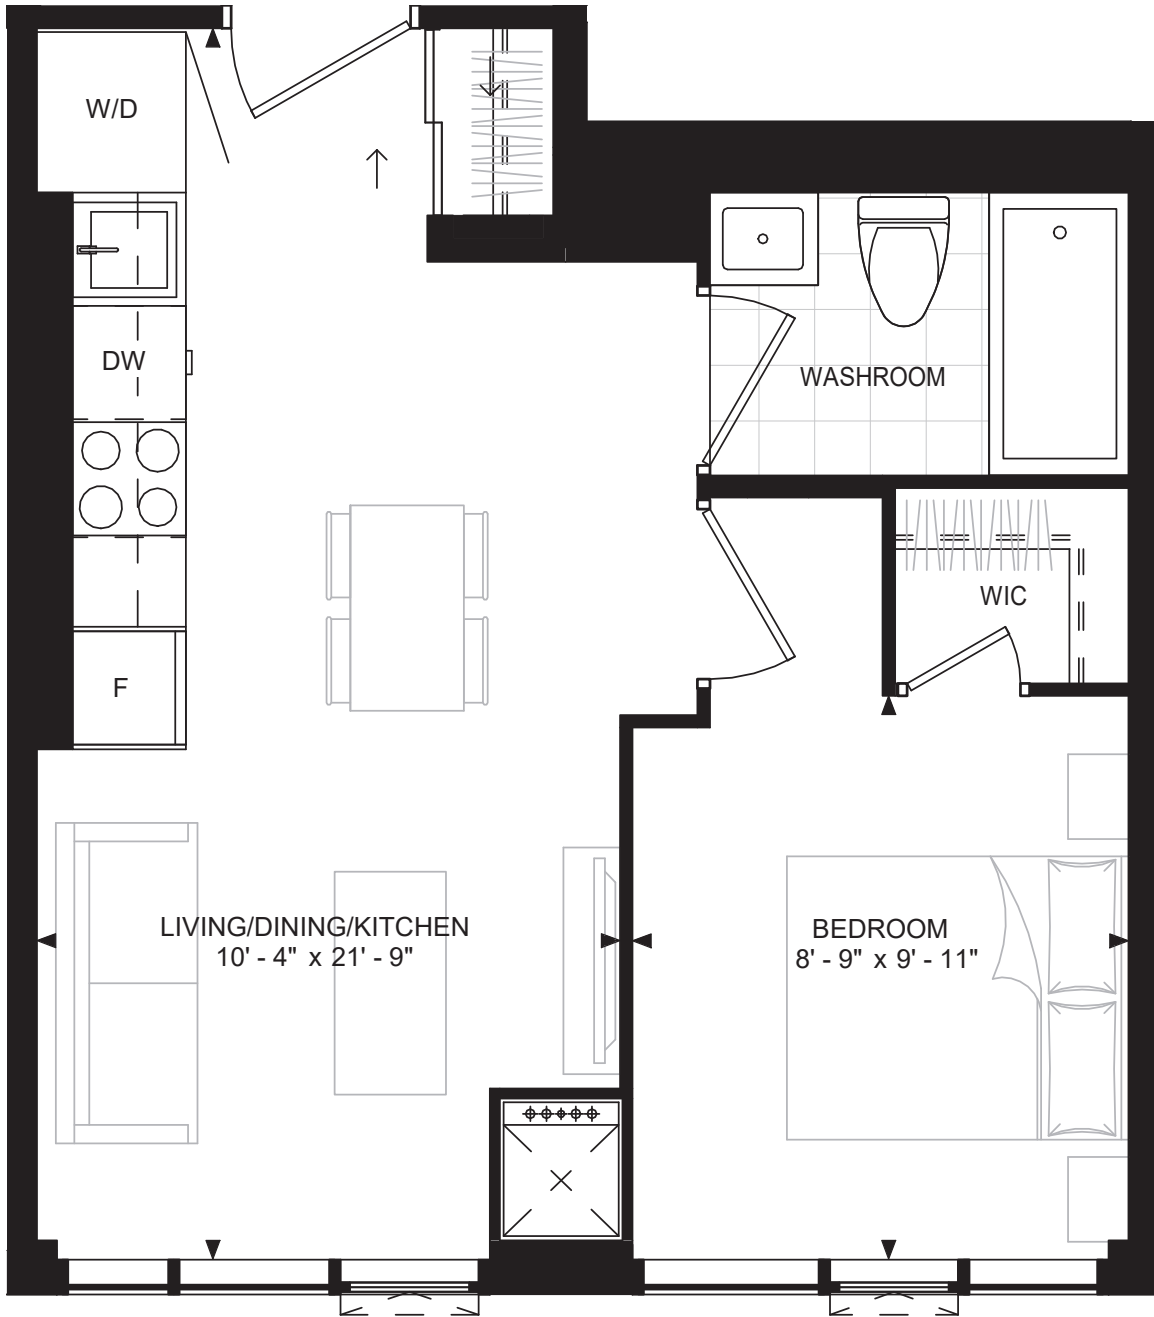 W/D
DW
WASHROOM
WIC
F
LIVING/DINING/KITCHEN
10' - 4" x 21' - 9"
BEDROOM
8' - 9" x 9' - 11"